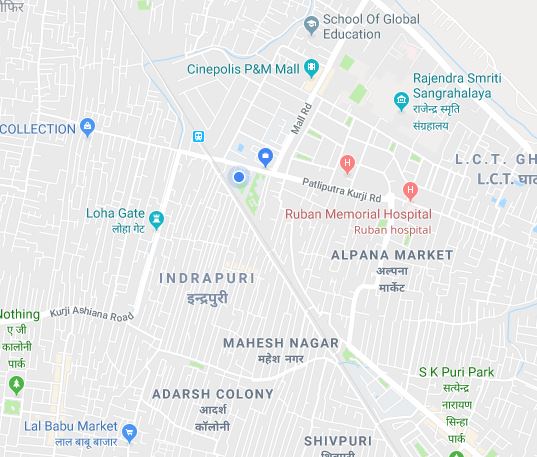 School Of Global
Education
Cinepolis P&M Mall
Rajendra Smriti
Sangrahalaya
राजेन्द्र स्मृति
संग्रहालय
Mall Rd
COLLECTION
L.C.T. GH
L.C.T. घाट
Patliputra Kurji Rd
Loha Gate
लोहा गेट
Ruban Memorial Hospital
Ruban hospital
ALPANA MARKET
अल्पना
मार्केट
INDRAPURI
इन्द्रपुरी
Nothing
ए जी
कालोनी
पार्क
Kurji Ashiana Road
MAHESH NAGAR
महेश नगर
S K Puri Park
सत्येन्द्र
नारायण
सिन्हा
पार्क
ADARSH COLONY
आदर्श
कॉलोनी
Lal Babu Market
लाल बाबू बाजार
SHIVPURI